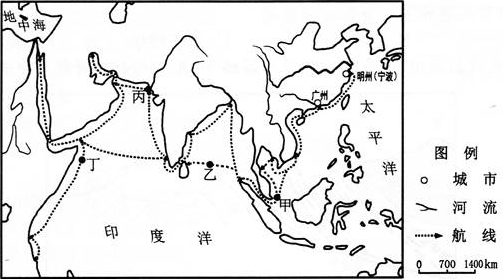 地中海
明州(宁波)
广州
太平洋
丙
丁
乙
甲
印度洋
图例
城市
河流
航线
0 700 1400km